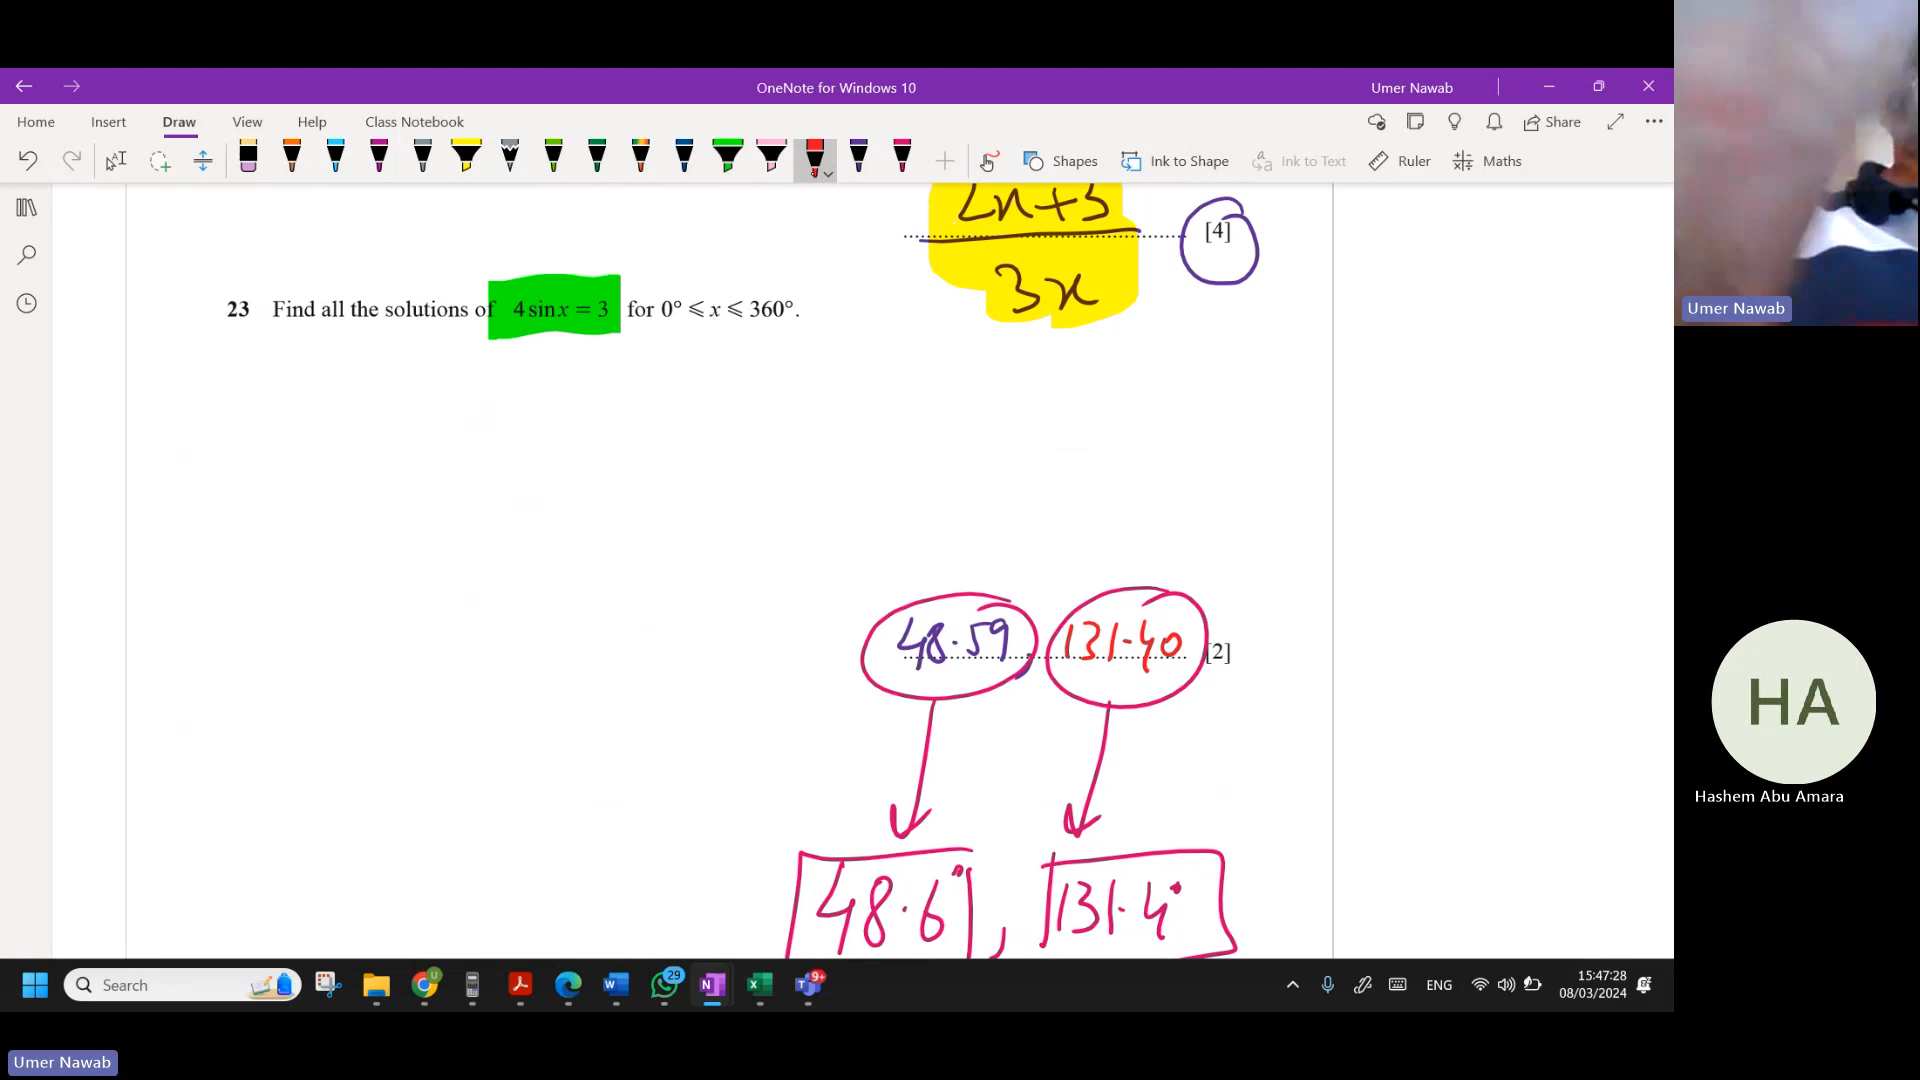 OneNote for Windows 10
Umer Nawab
Home Insert Draw View Help Class Notebook
Share
Shapes Ink to Shape Ink to Text Ruler Maths
2x+3
[4]
3x
23 Find all the solutions of 4 sin x = 3 for 0° ⩽ x ⩽ 360°.
48.59, 131.40 [2]
48.6°, 131.4°
Umer Nawab
HA
Hashem Abu Amara
Search
U
29
9+
ENG
15:47:28
08/03/2024
Umer Nawab